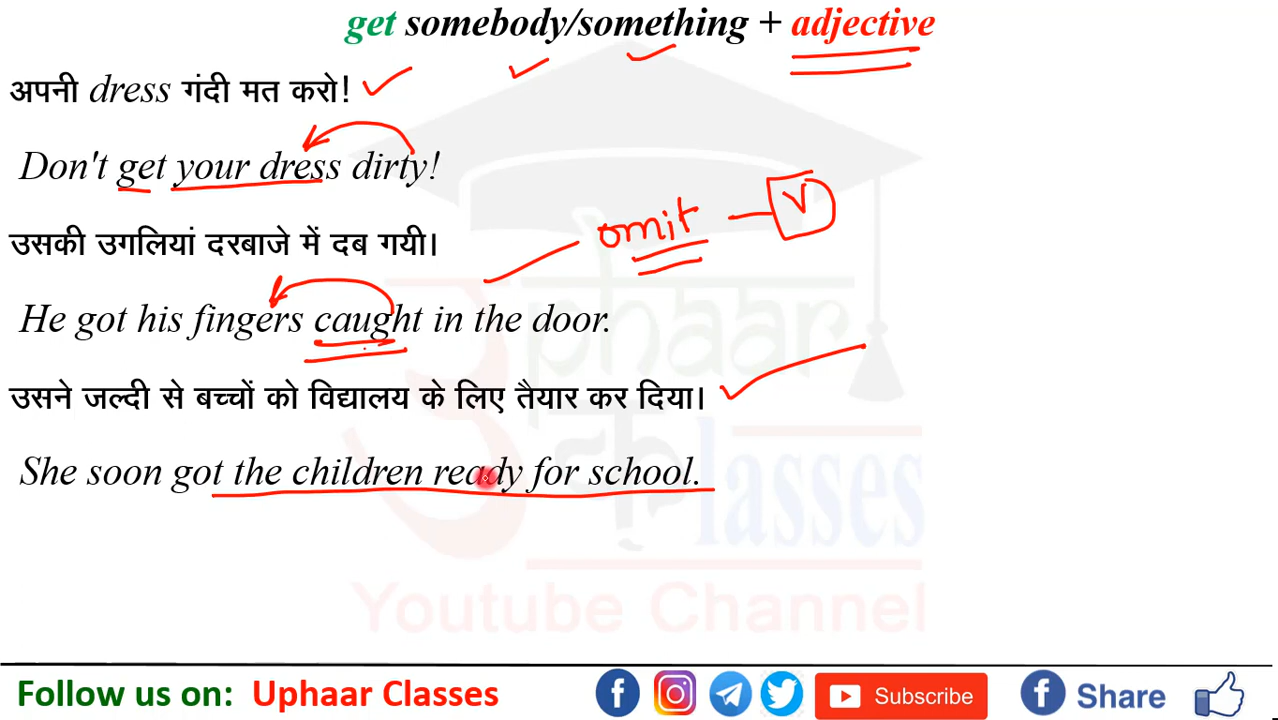 get somebody/something + adjective
अपनी dress गंदी मत करो!
Don't get your dress dirty!
omit — V
उसकी उगलियां दरबाजे में दब गयी।
He got his fingers caught in the door.
उसने जल्दी से बच्चों को विद्यालय के लिए तैयार कर दिया।
She soon got the children ready for school.
उphaar
क lasses
Youtube Channel
Follow us on: Uphaar Classes
Subscribe
Share